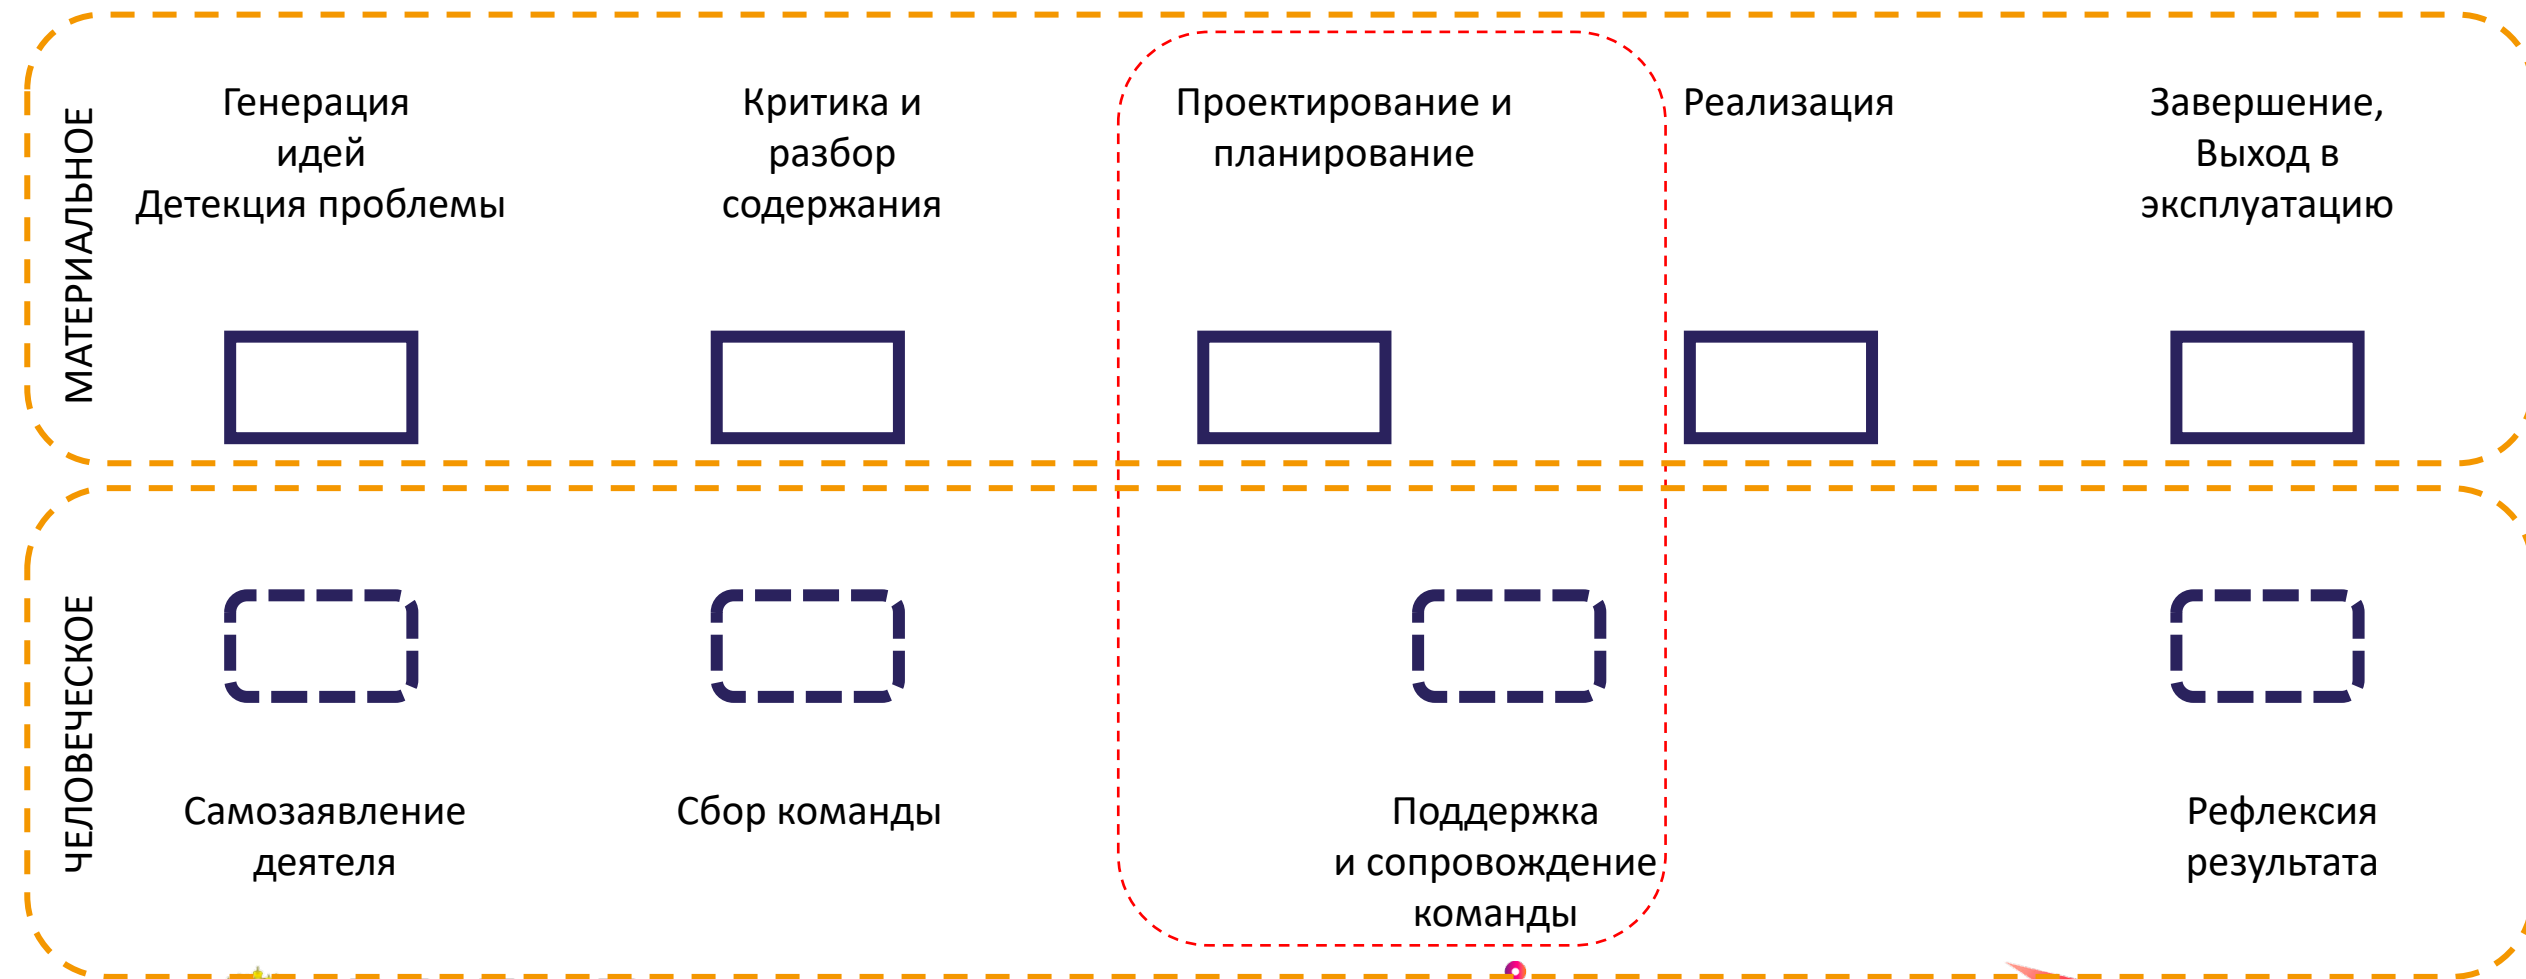 МАТЕРИАЛЬНОЕ
Генерация
идей
Детекция проблемы
Критика и
разбор
содержания
Проектирование и
планирование
Реализация
Завершение,
Выход в
эксплуатацию
ЧЕЛОВЕЧЕСКОЕ
Самозаявление
деятеля
Сбор команды
Поддержка
и сопровождение
команды
Рефлексия
результата